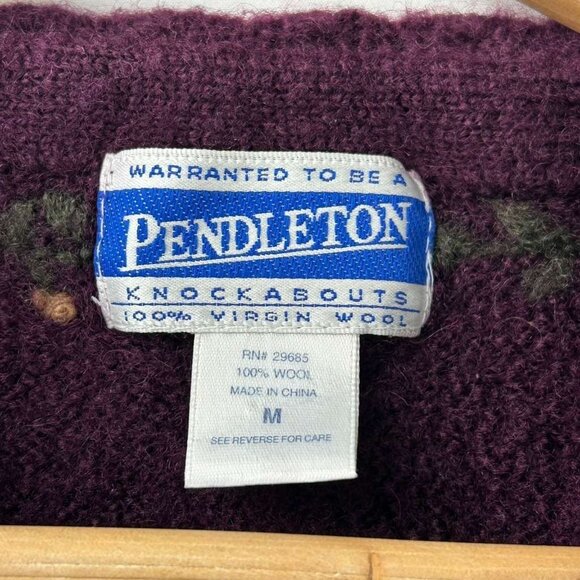 WARRANTED TO BE A
PENDLETON
KNOCKABOUTS
100% VIRGIN WOOL
RN# 29685
100% WOOL
MADE IN CHINA
M
SEE REVERSE FOR CARE